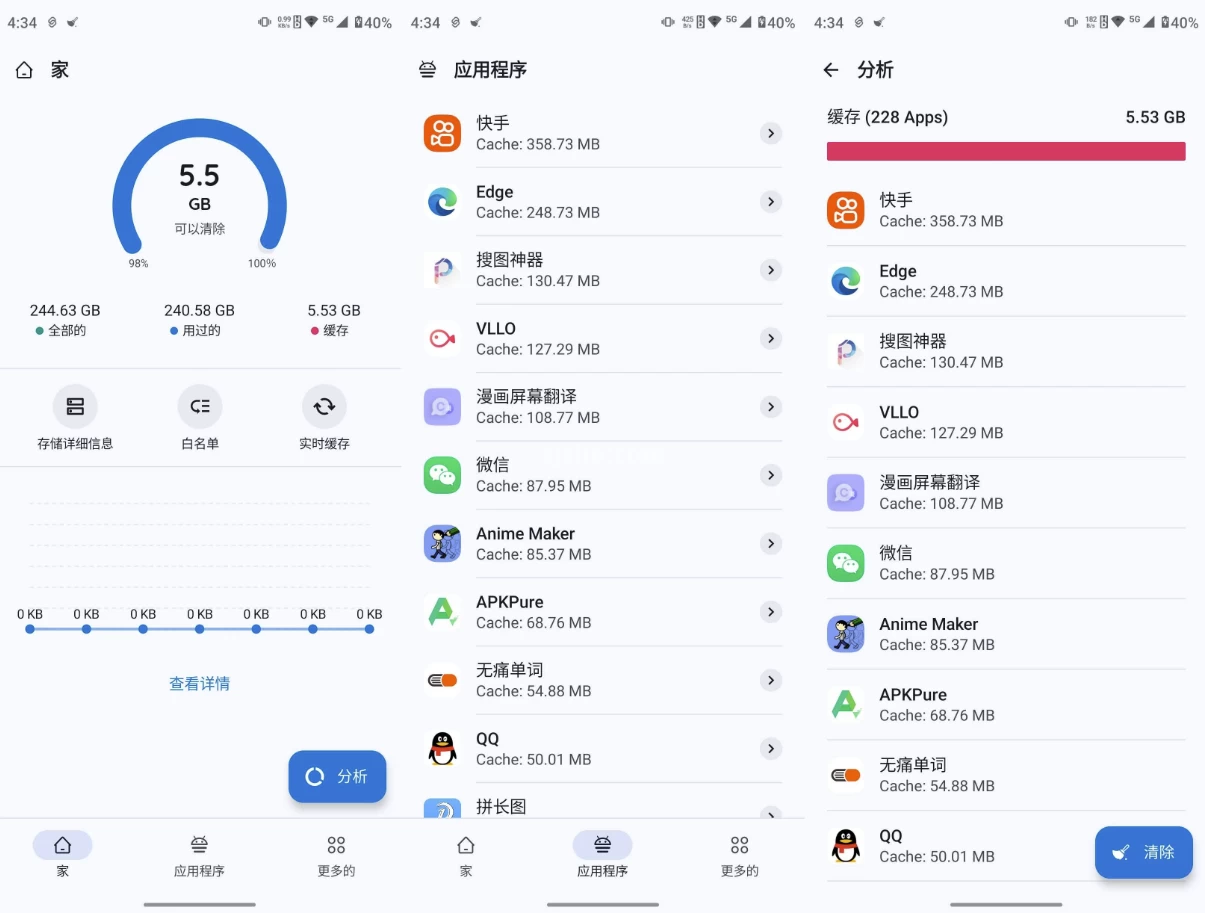 4:34
0.99 KB/s
5G
40%
家
5.5
GB
可以清除
98%
100%
244.63 GB
240.58 GB
5.53 GB
全部的
用过的
缓存
存储详细信息
白名单
实时缓存
0 KB
0 KB
0 KB
0 KB
0 KB
0 KB
0 KB
查看详情
分析
家
应用程序
更多的
4:34
425 B/s
5G
40%
应用程序
快手
Cache: 358.73 MB
Edge
Cache: 248.73 MB
搜图神器
Cache: 130.47 MB
VLLO
Cache: 127.29 MB
漫画屏幕翻译
Cache: 108.77 MB
微信
Cache: 87.95 MB
Anime Maker
Cache: 85.37 MB
APKPure
Cache: 68.76 MB
无痛单词
Cache: 54.88 MB
QQ
Cache: 50.01 MB
拼长图
家
应用程序
更多的
4:34
182 B/s
5G
40%
分析
缓存 (228 Apps)
5.53 GB
快手
Cache: 358.73 MB
Edge
Cache: 248.73 MB
搜图神器
Cache: 130.47 MB
VLLO
Cache: 127.29 MB
漫画屏幕翻译
Cache: 108.77 MB
微信
Cache: 87.95 MB
Anime Maker
Cache: 85.37 MB
APKPure
Cache: 68.76 MB
无痛单词
Cache: 54.88 MB
QQ
Cache: 50.01 MB
清除